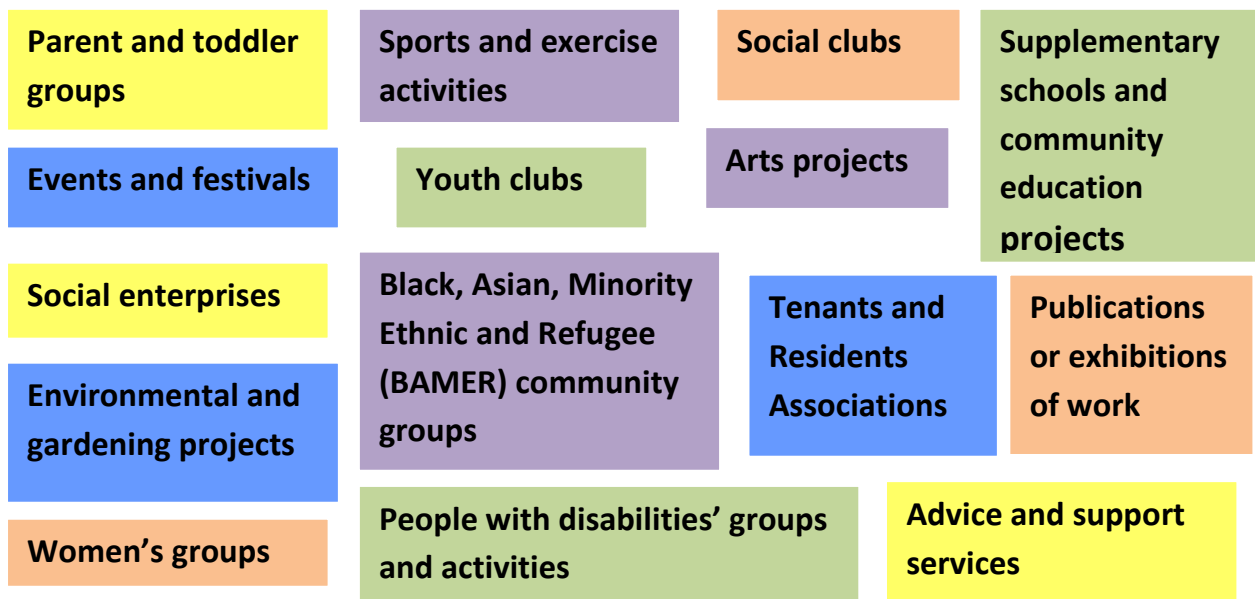 Parent and toddler
groups
Sports and exercise
activities
Social clubs
Supplementary
schools and
community
education
projects
Events and festivals
Youth clubs
Arts projects
Social enterprises
Black, Asian, Minority
Ethnic and Refugee
(BAMER) community
groups
Tenants and
Residents
Associations
Publications
or exhibitions
of work
Environmental and
gardening projects
Women’s groups
People with disabilities’ groups
and activities
Advice and support
services